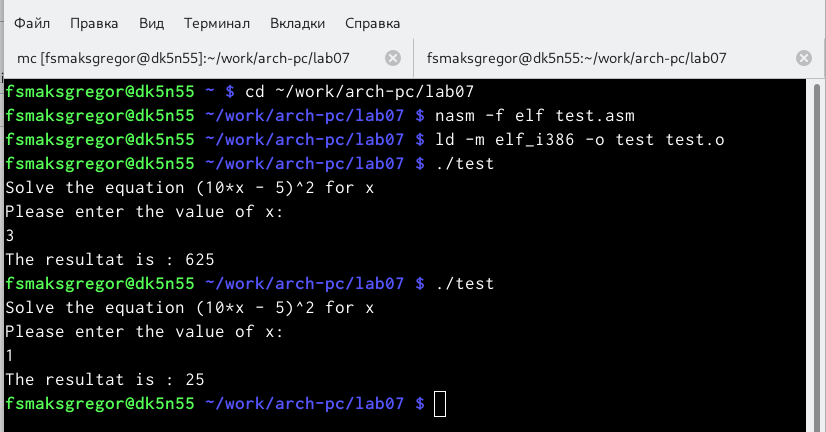 Файл Правка Вид Терминал Вкладки Справка
mc [fsmaksgregor@dk5n55]:~/work/arch-pc/lab07 fsmaksgregor@dk5n55:~/work/arch-pc/lab07
fsmaksgregor@dk5n55 ~ $ cd ~/work/arch-pc/lab07
fsmaksgregor@dk5n55 ~/work/arch-pc/lab07 $ nasm -f elf test.asm
fsmaksgregor@dk5n55 ~/work/arch-pc/lab07 $ ld -m elf_i386 -o test test.o
fsmaksgregor@dk5n55 ~/work/arch-pc/lab07 $ ./test
Solve the equation (10*x - 5)^2 for x
Please enter the value of x:
3
The resultat is : 625
fsmaksgregor@dk5n55 ~/work/arch-pc/lab07 $ ./test
Solve the equation (10*x - 5)^2 for x
Please enter the value of x:
1
The resultat is : 25
fsmaksgregor@dk5n55 ~/work/arch-pc/lab07 $